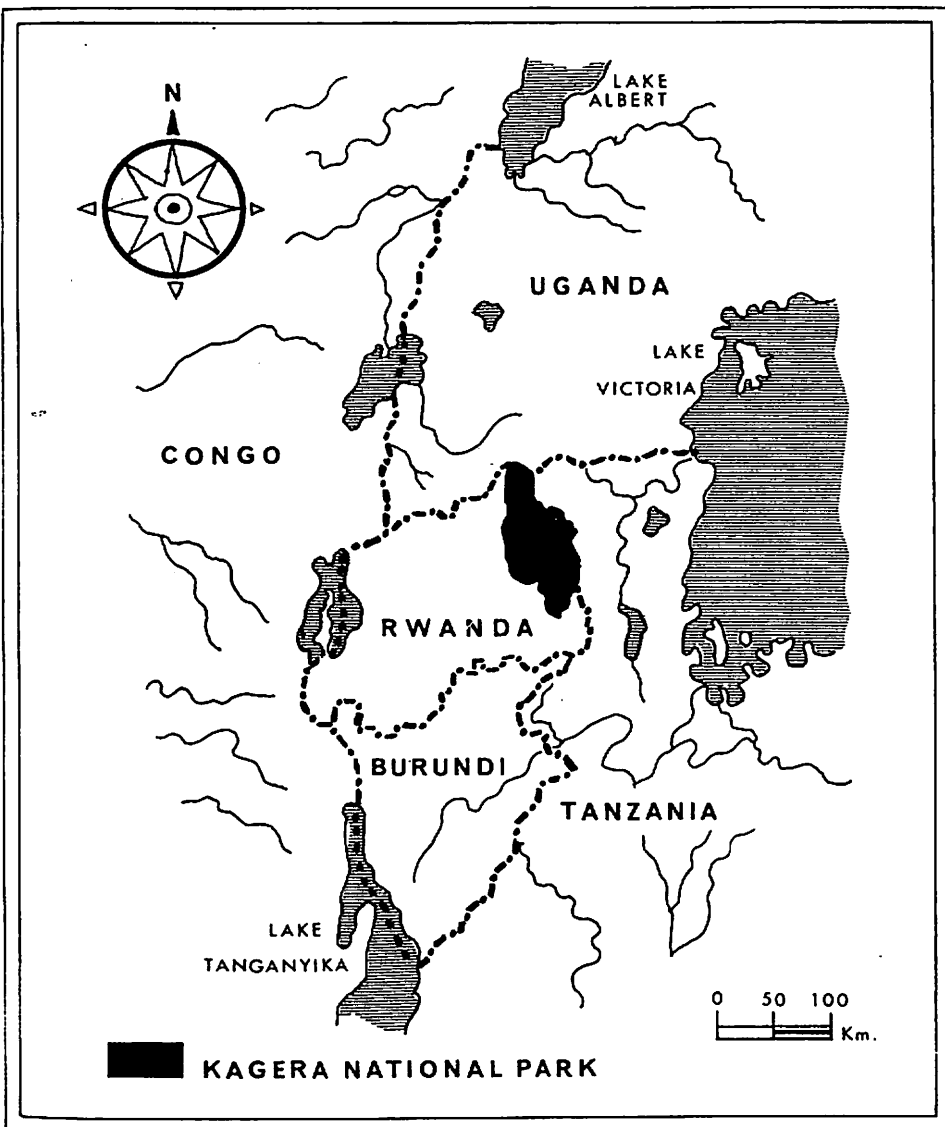 N
LAKE
ALBERT
UGANDA
LAKE
VICTORIA
CONGO
RWANDA
BURUNDI
TANZANIA
LAKE
TANGANYIKA
0 50 100
Km.
KAGERA NATIONAL PARK